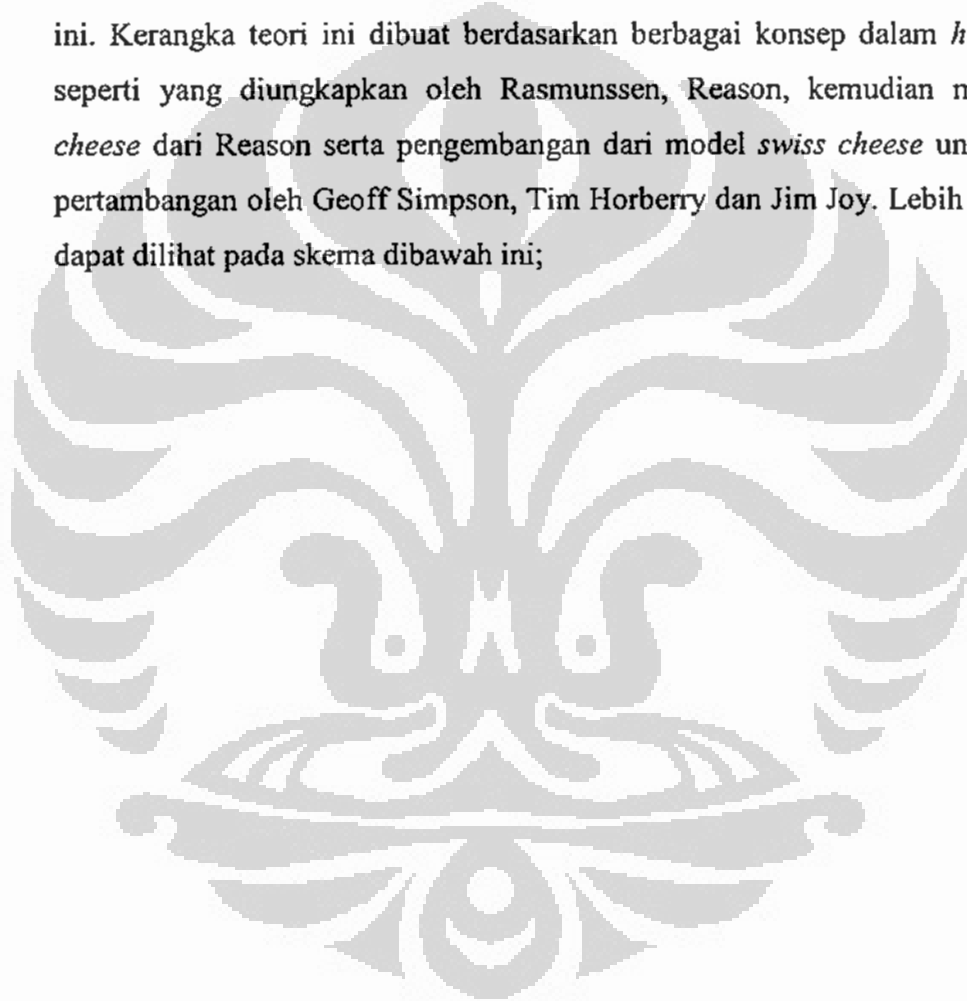 ini. Kerangka teori ini dibuat berdasarkan berbagai konsep dalam
seperti yang diungkapkan oleh Rasmunssen, Reason, kemudian
cheese dari Reason serta pengembangan dari model swiss cheese
pertambangan oleh Geoff Simpson, Tim Horberry dan Jim Joy. Lebih
dapat dilihat pada skema dibawah ini;